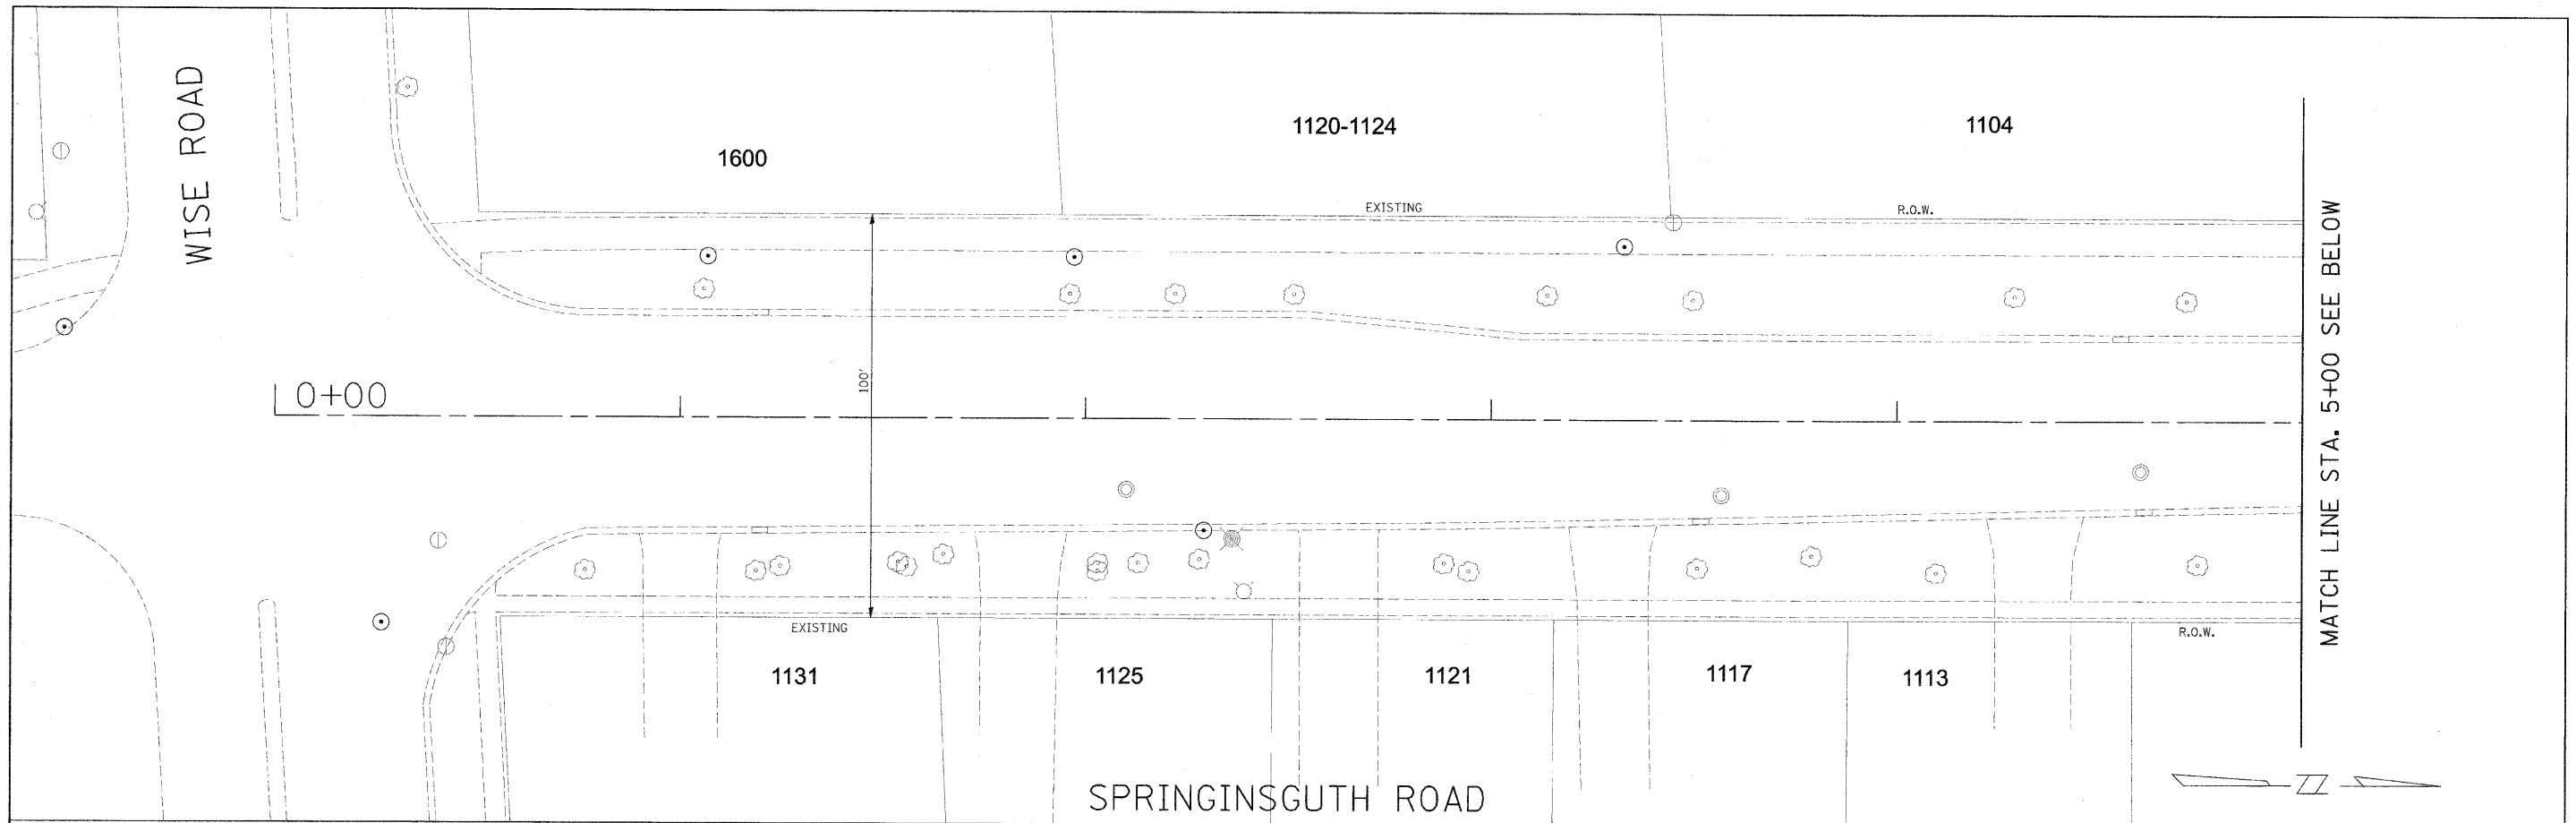 WISE ROAD
1600
1120-1124
1104
EXISTING
R.O.W.
MATCH LINE STA. 5+00 SEE BELOW
0+00
100'
EXISTING
R.O.W.
1131
1125
1121
1117
1113
SPRINGINSGUTH ROAD
N